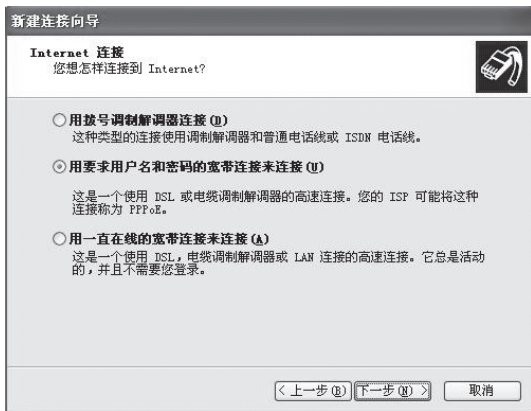 新建连接向导
Internet 连接
您想怎样连接到 Internet?
用拨号调制解调器连接(D)
这种类型的连接使用调制解调器和普通电话线或 ISDN 电话线。
用要求用户名和密码的宽带连接来连接(U)
这是一个使用 DSL 或电缆调制解调器的高速连接。您的 ISP 可能将这种
连接称为 PPPoE。
用一直在线的宽带连接来连接(A)
这是一个使用 DSL,电缆调制解调器或 LAN 连接的高速连接。它总是活动
的,并且不需要您登录。
<上一步(B) 下一步(N)> 取消